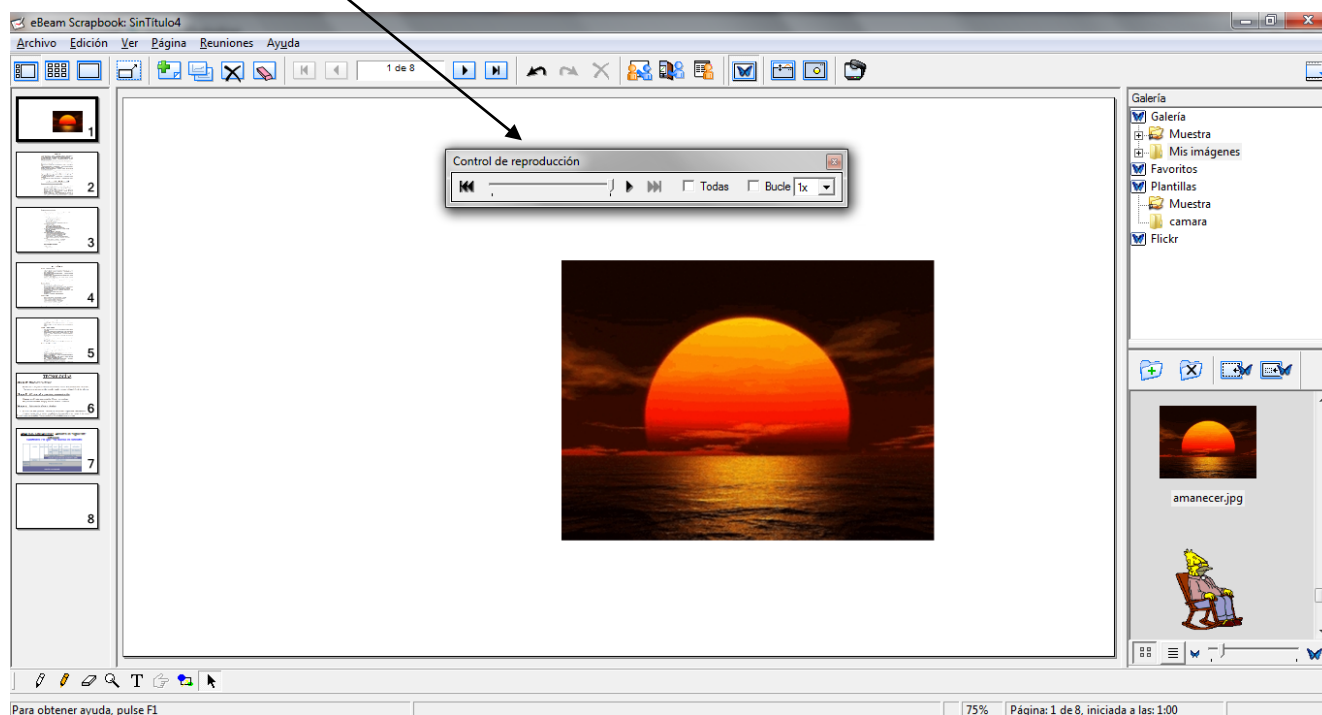 eBeam Scrapbook: SinTítulo4
Archivo Edición Ver Página Reuniones Ayuda
1 de 8
1
2
3
4
5
6
7
8
Control de reproducción
Todas
Bucle
1x
Galería
Galería
Muestra
Mis imágenes
Favoritos
Plantillas
Muestra
camara
Flickr
amanecer.jpg
T
Para obtener ayuda, pulse F1
75%
Página: 1 de 8, iniciada a las: 1:00